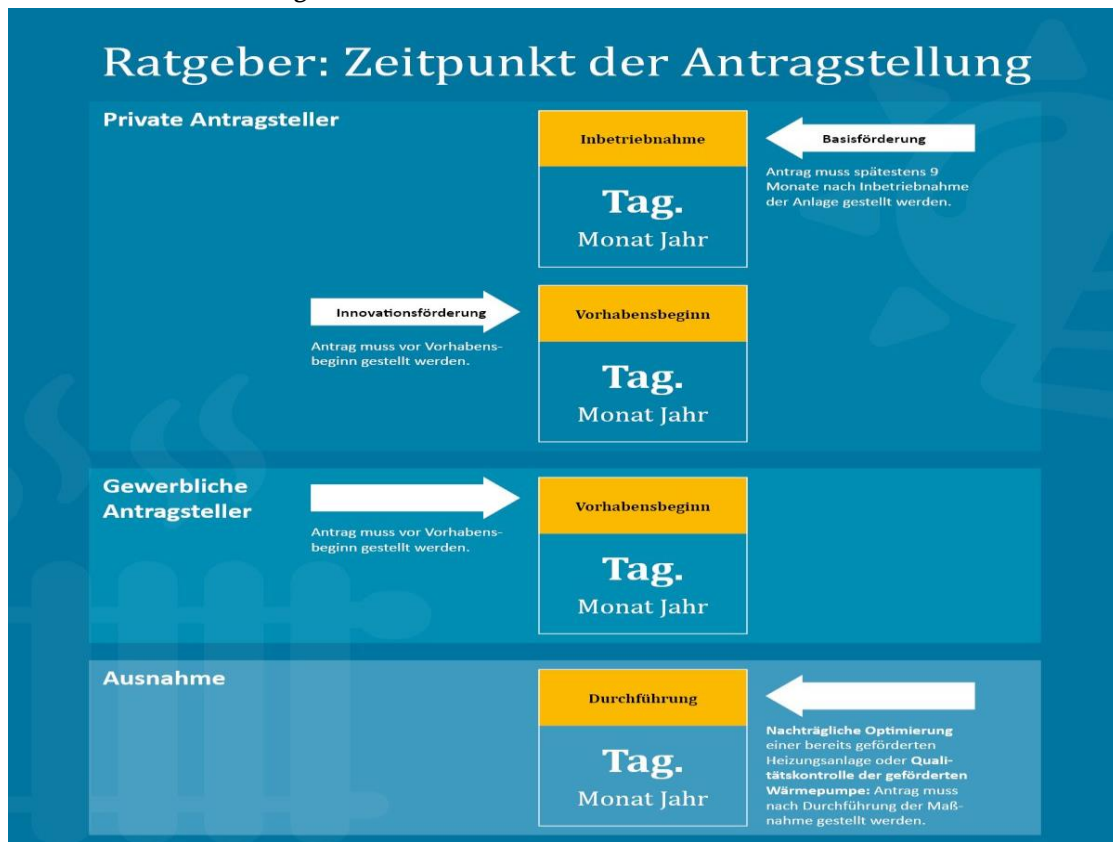 Ratgeber: Zeitpunkt der Antragstellung
Private Antragsteller
Inbetriebnahme
Tag.
Monat Jahr
Basisförderung
Antrag muss spätestens 9
Monate nach Inbetriebnahme
der Anlage gestellt werden.
Innovationsförderung
Antrag muss vor Vorhabens-
beginn gestellt werden.
Vorhabensbeginn
Tag.
Monat Jahr
Gewerbliche
Antragsteller
Antrag muss vor Vorhabens-
beginn gestellt werden.
Vorhabensbeginn
Tag.
Monat Jahr
Ausnahme
Durchführung
Tag.
Monat Jahr
Nachträgliche Optimierung
einer bereits geförderten
Heizungsanlage oder Quali-
tätskontrolle der geförderten
Wärmepumpe: Antrag muss
nach Durchführung der Maß-
nahme gestellt werden.